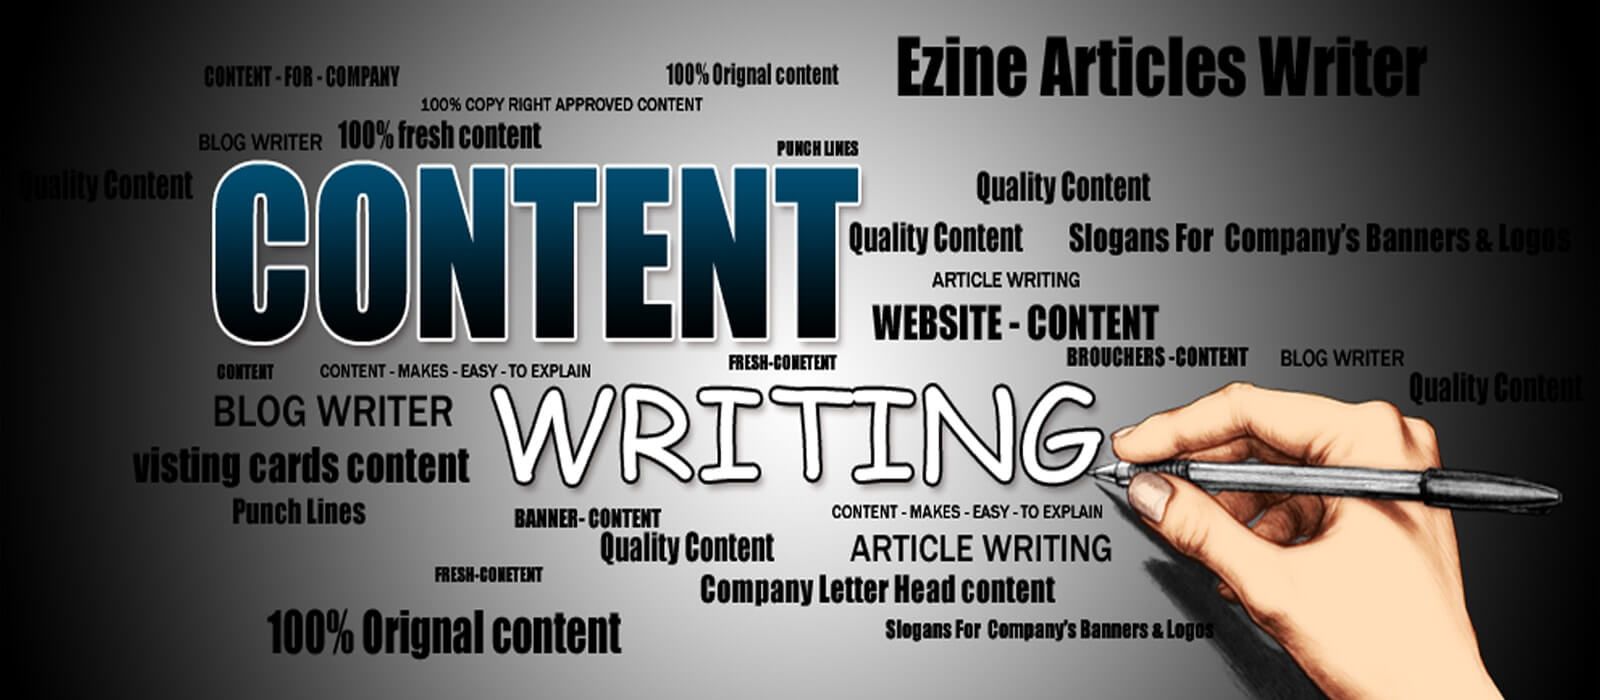 Ezine Articles Writer
CONTENT - FOR - COMPANY
100% Orignal content
100% COPY RIGHT APPROVED CONTENT
BLOG WRITER
100% fresh content
PUNCH LINES
Quality Content
Quality Content
CONTENT
Quality Content
Slogans For Company's Banners & Logos
ARTICLE WRITING
WEBSITE - CONTENT
BROUCHERS -CONTENT
BLOG WRITER
FRESH-CONETENT
CONTENT
CONTENT - MAKES - EASY - TO EXPLAIN
Quality Content
BLOG WRITER
WRITING
visting cards content
Punch Lines
BANNER- CONTENT
CONTENT - MAKES - EASY - TO EXPLAIN
Quality Content
ARTICLE WRITING
FRESH-CONETENT
Company Letter Head content
100% Orignal content
Slogans For Company's Banners & Logos